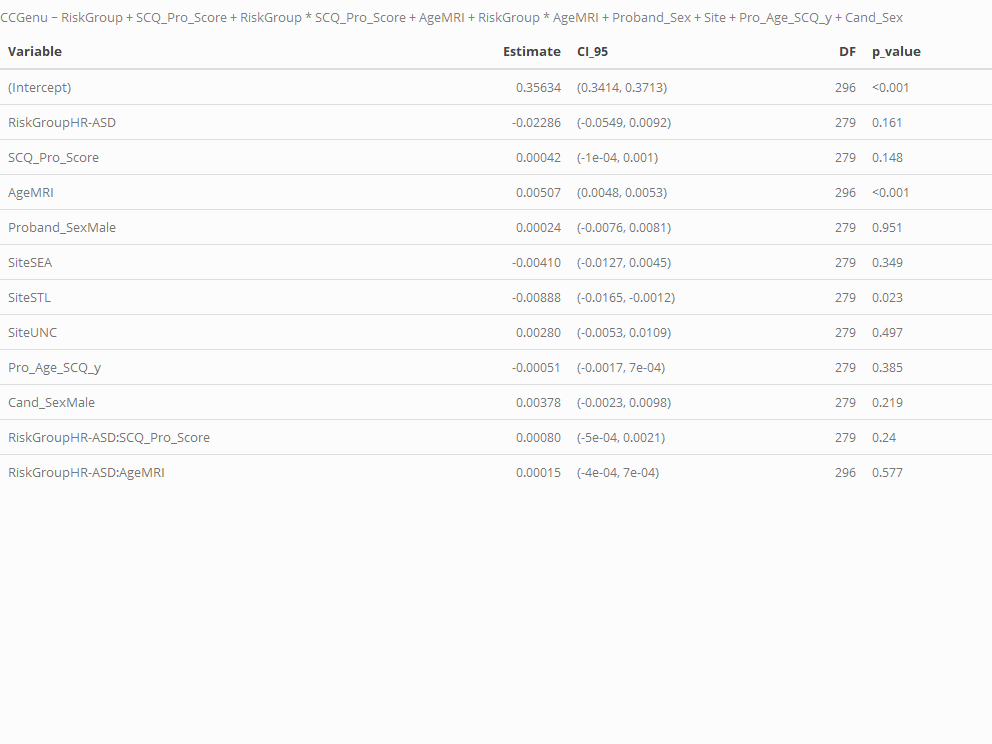 CCGenu ~ RiskGroup + SCQ_Pro_Score + RiskGroup * SCQ_Pro_Score + AgeMRI + RiskGroup * AgeMRI + Proband_Sex + Site + Pro_Age_SCQ_y + Cand_Sex
Variable Estimate CI_95 DF p_value
(Intercept) 0.35634 (0.3414, 0.3713) 296 <0.001
RiskGroupHR-ASD -0.02286 (-0.0549, 0.0092) 279 0.161
SCQ_Pro_Score 0.00042 (-1e-04, 0.001) 279 0.148
AgeMRI 0.00507 (0.0048, 0.0053) 296 <0.001
Proband_SexMale 0.00024 (-0.0076, 0.0081) 279 0.951
SiteSEA -0.00410 (-0.0127, 0.0045) 279 0.349
SiteSTL -0.00888 (-0.0165, -0.0012) 279 0.023
SiteUNC 0.00280 (-0.0053, 0.0109) 279 0.497
Pro_Age_SCQ_y -0.00051 (-0.0017, 7e-04) 279 0.385
Cand_SexMale 0.00378 (-0.0023, 0.0098) 279 0.219
RiskGroupHR-ASD:SCQ_Pro_Score 0.00080 (-5e-04, 0.0021) 279 0.24
RiskGroupHR-ASD:AgeMRI 0.00015 (-4e-04, 7e-04) 296 0.577